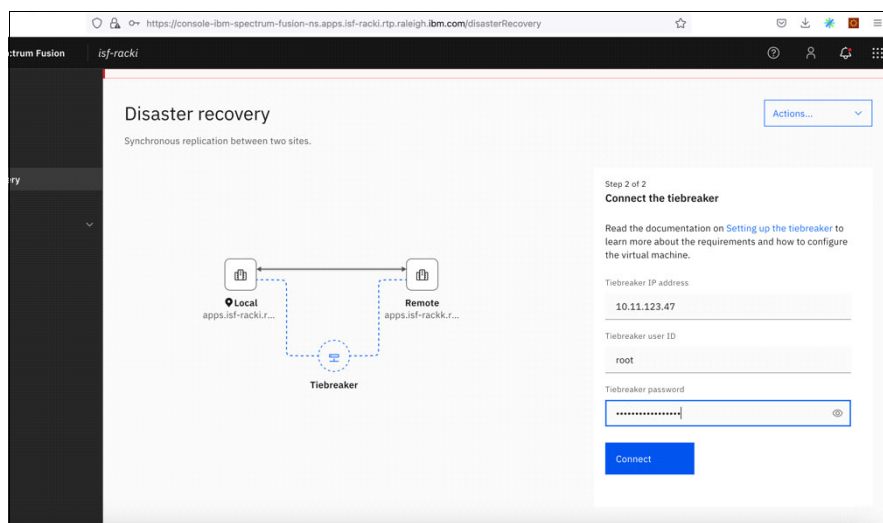 https://console-ibm-spectrum-fusion-ns.apps.isf-racki.rtp.raleigh.ibm.com/disasterRecovery
ctrum Fusion
isf-racki
Disaster recovery
Actions...
Synchronous replication between two sites.
ery
Step 2 of 2
Connect the tiebreaker
Read the documentation on Setting up the tiebreaker to
learn more about the requirements and how to configure
the virtual machine.
Tiebreaker IP address
10.11.123.47
Tiebreaker user ID
root
Tiebreaker password
Connect
Local
apps.isf-racki.r...
Remote
apps.isf-rackk.r...
Tiebreaker